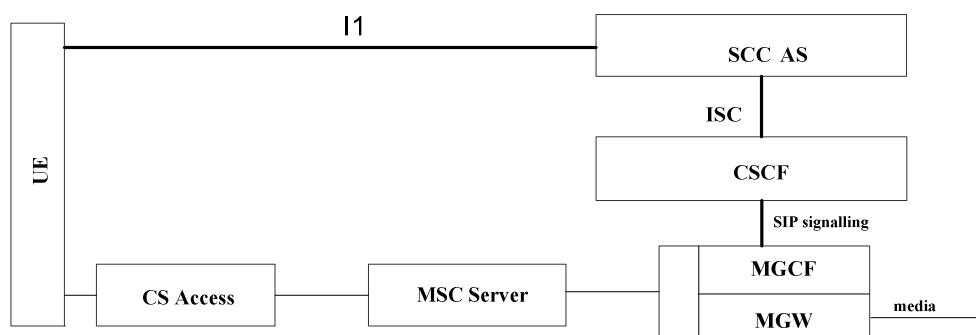 I1
SCC AS
ISC
UE
CSCF
SIP signalling
MGCF
CS Access
MSC Server
media
MGW